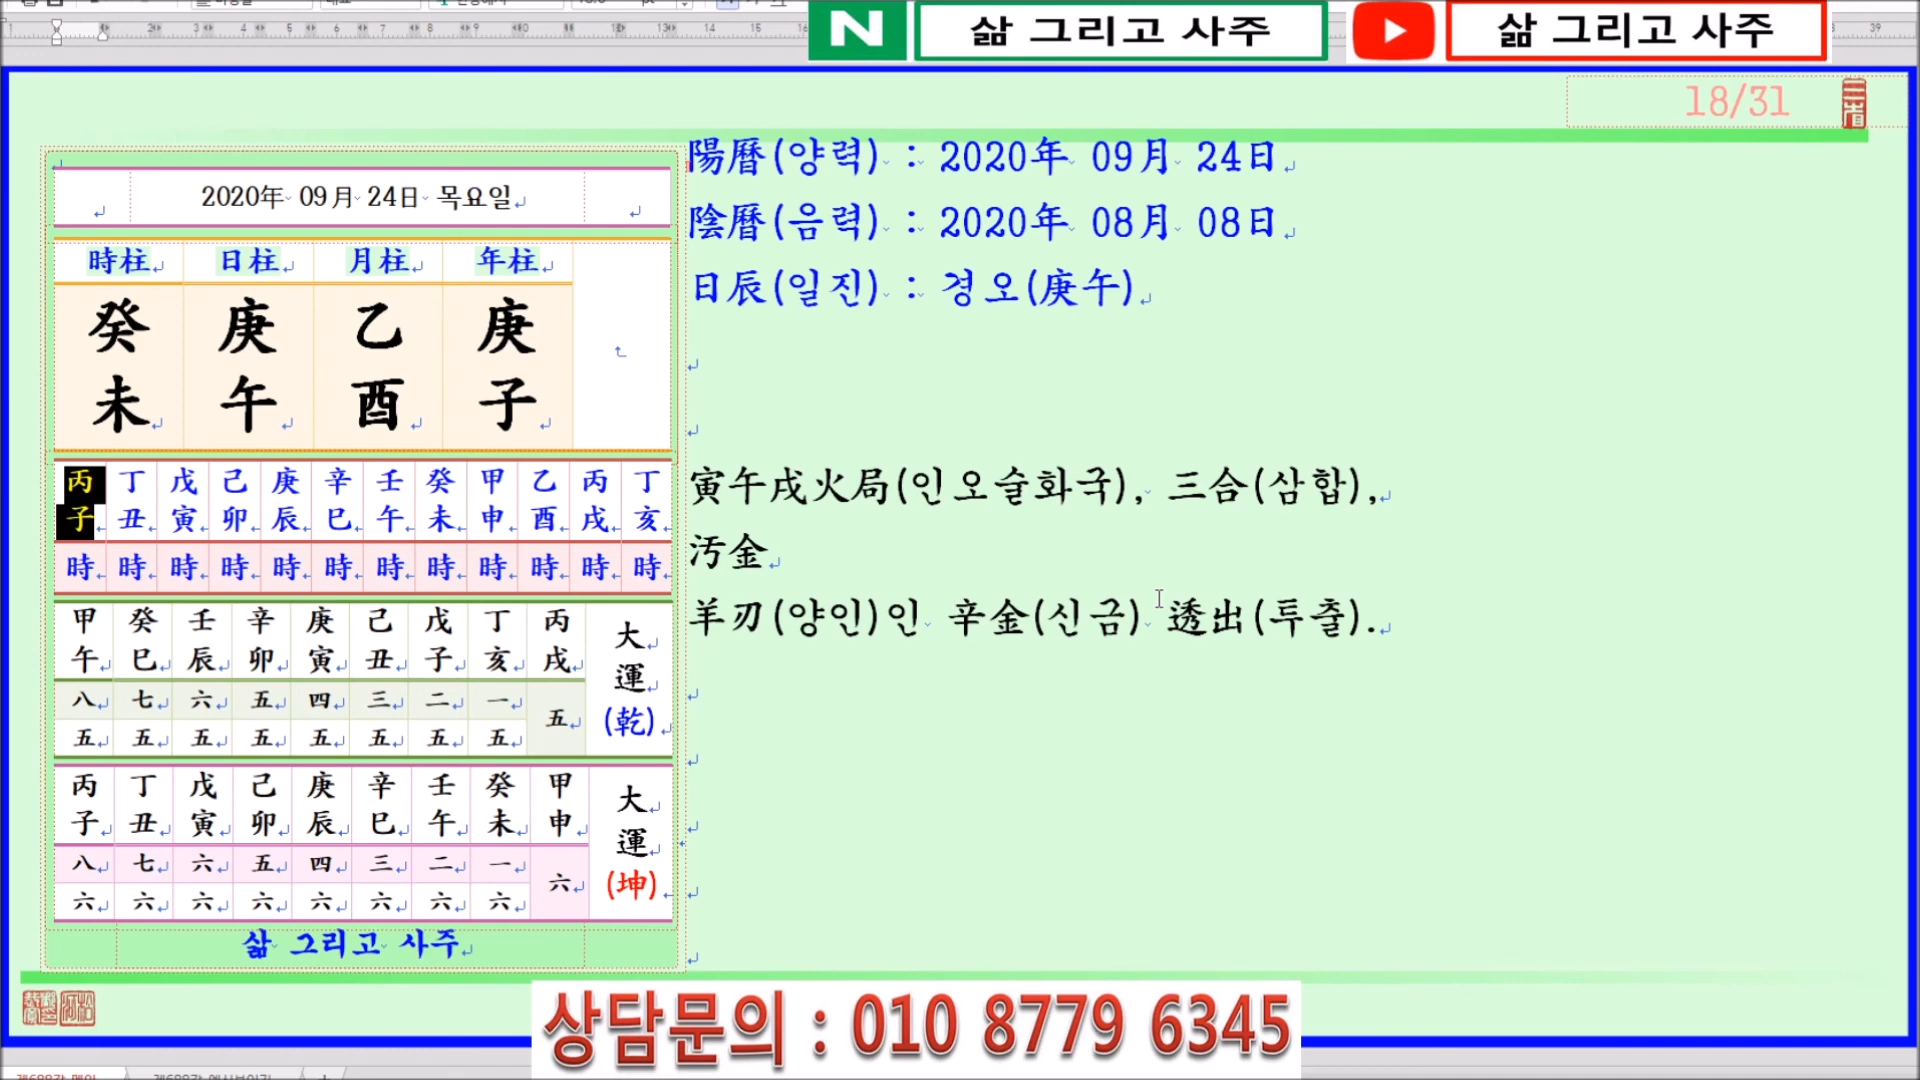 삶 그리고 사주
삶 그리고 사주
18/31
2020年 09月 24日 목요일
時柱 日柱 月柱 年柱
癸 庚 乙 庚
未 午 酉 子
丙 丁 戊 己 庚 辛 壬 癸 甲 乙 丙 丁
子 丑 寅 卯 辰 巳 午 未 申 酉 戌 亥
時 時 時 時 時 時 時 時 時 時 時 時
甲 癸 壬 辛 庚 己 戊 丁 丙
午 巳 辰 卯 寅 丑 子 亥 戌
八 七 六 五 四 三 二 一
五 五 五 五 五 五 五 五 五
大
運
(乾)
丙 丁 戊 己 庚 辛 壬 癸 甲
子 丑 寅 卯 辰 巳 午 未 申
八 七 六 五 四 三 二 一
六 六 六 六 六 六 六 六 六
大
運
(坤)
삶 그리고 사주
陽曆(양력) : 2020年 09月 24日
陰曆(음력) : 2020年 08月 08日
日辰(일진) : 경오(庚午)
寅午戌火局(인오술화국), 三合(삼합),
汚金
羊刃(양인)인 辛金(신금) 透出(투출).
상담문의 : 010 8779 6345